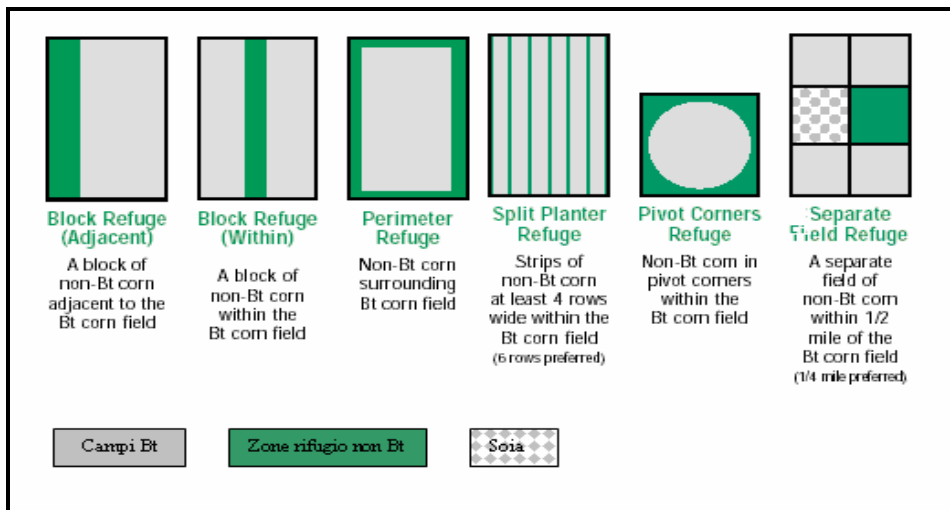 Block Refuge
(Adjacent)
A block of
non-Bt corn
adjacent to the
Bt corn field
Block Refuge
(Within)
A block of
non-Bt corn
within the
Bt corn field
Perimeter
Refuge
Non-Bt corn
surrounding
Bt corn field
Split Planter
Refuge
Strips of
non-Bt corn
at least 4 rows
wide within the
Bt corn field
(6 rows preferred)
Pivot Corners
Refuge
Non-Bt corn in
pivot corners
within the
Bt corn field
Separate
Field Refuge
A separate
field of
non-Bt corn
within 1/2
mile of the
Bt corn field
(1/4 mile preferred)
Campi Bt
Zone rifugio non Bt
Soia